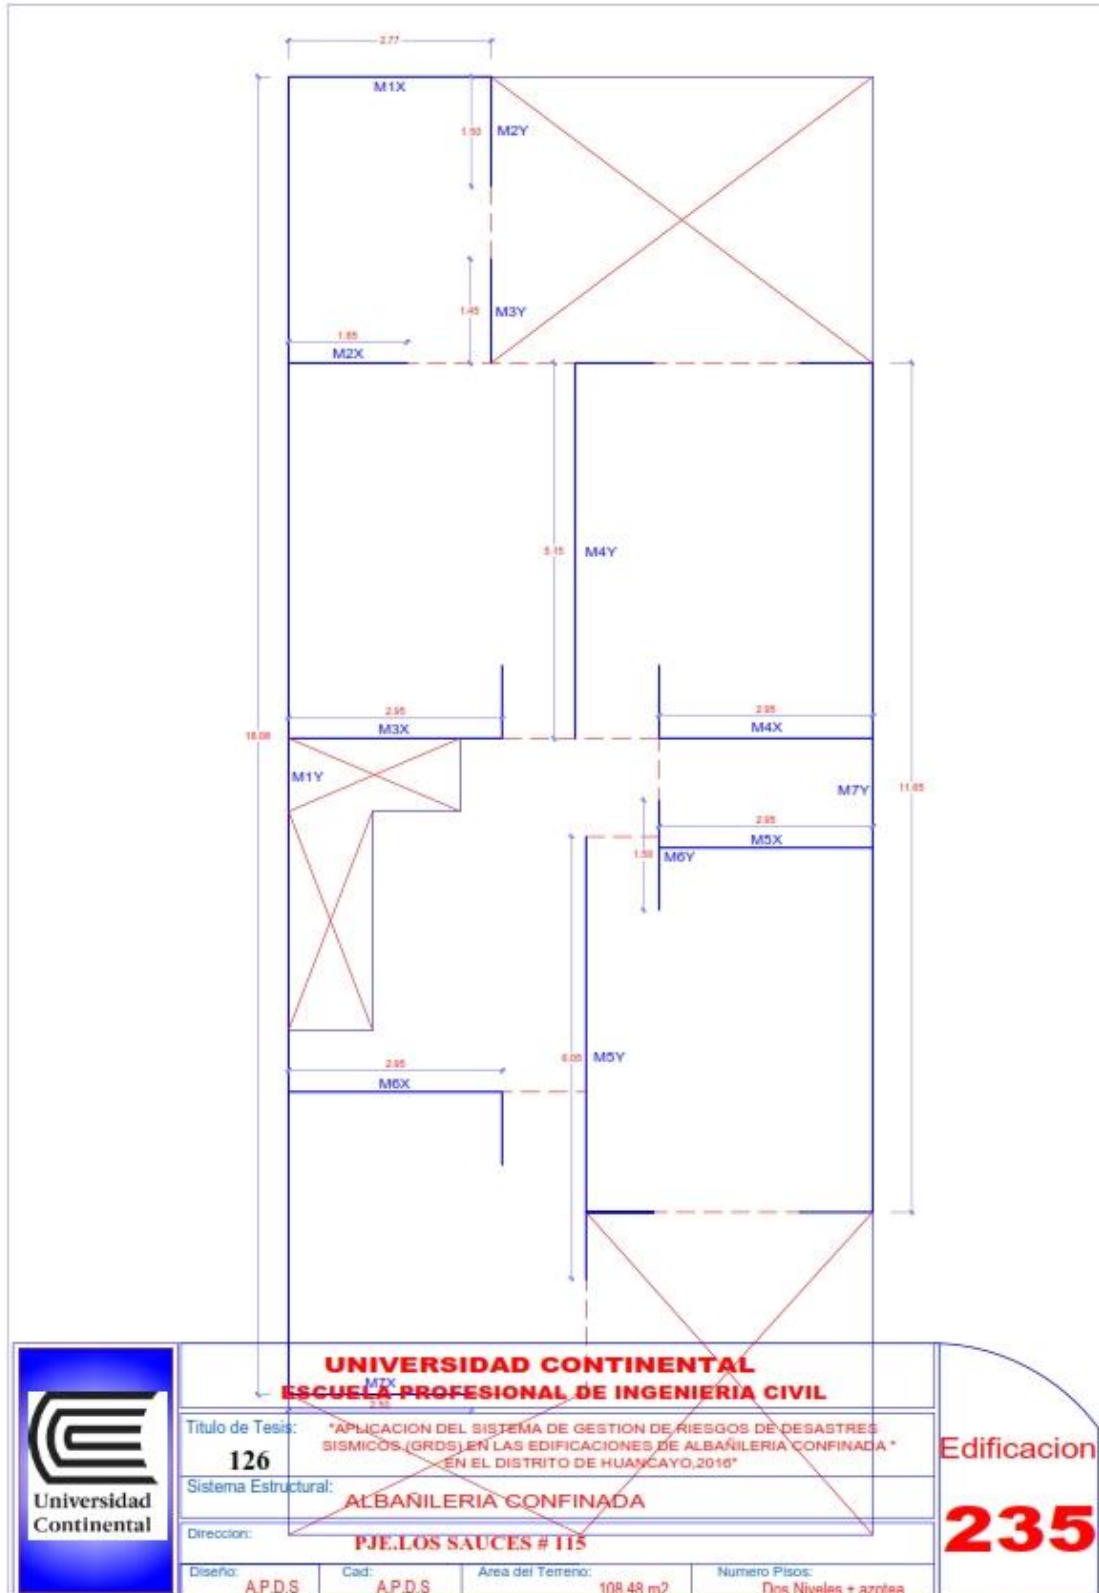 2.77
M1X
1.50
M2Y
1.45
M3Y
1.65
M2X
5.15
M4Y
2.95
M3X
2.95
M4X
18.08
M1Y
M7Y
11.65
2.95
M5X
1.50
M6Y
6.05
M5Y
2.95
M6X
M7X
2.50
UNIVERSIDAD CONTINENTAL
ESCUELA PROFESIONAL DE INGENIERIA CIVIL
Titulo de Tesis:
126
"APLICACION DEL SISTEMA DE GESTION DE RIESGOS DE DESASTRES
SISMICOS (GRDS) EN LAS EDIFICACIONES DE ALBAÑILERIA CONFINADA "
EN EL DISTRITO DE HUANCAYO,2016"
Sistema Estructural:
ALBAÑILERIA CONFINADA
Direccion:
PJE.LOS SAUCES # 115
Diseño:
A.P.D.S
Cad:
A.P.D.S
Area del Terreno:
108.48 m2
Numero Pisos:
Dos Niveles + azotea
Edificacion
235
Universidad
Continental